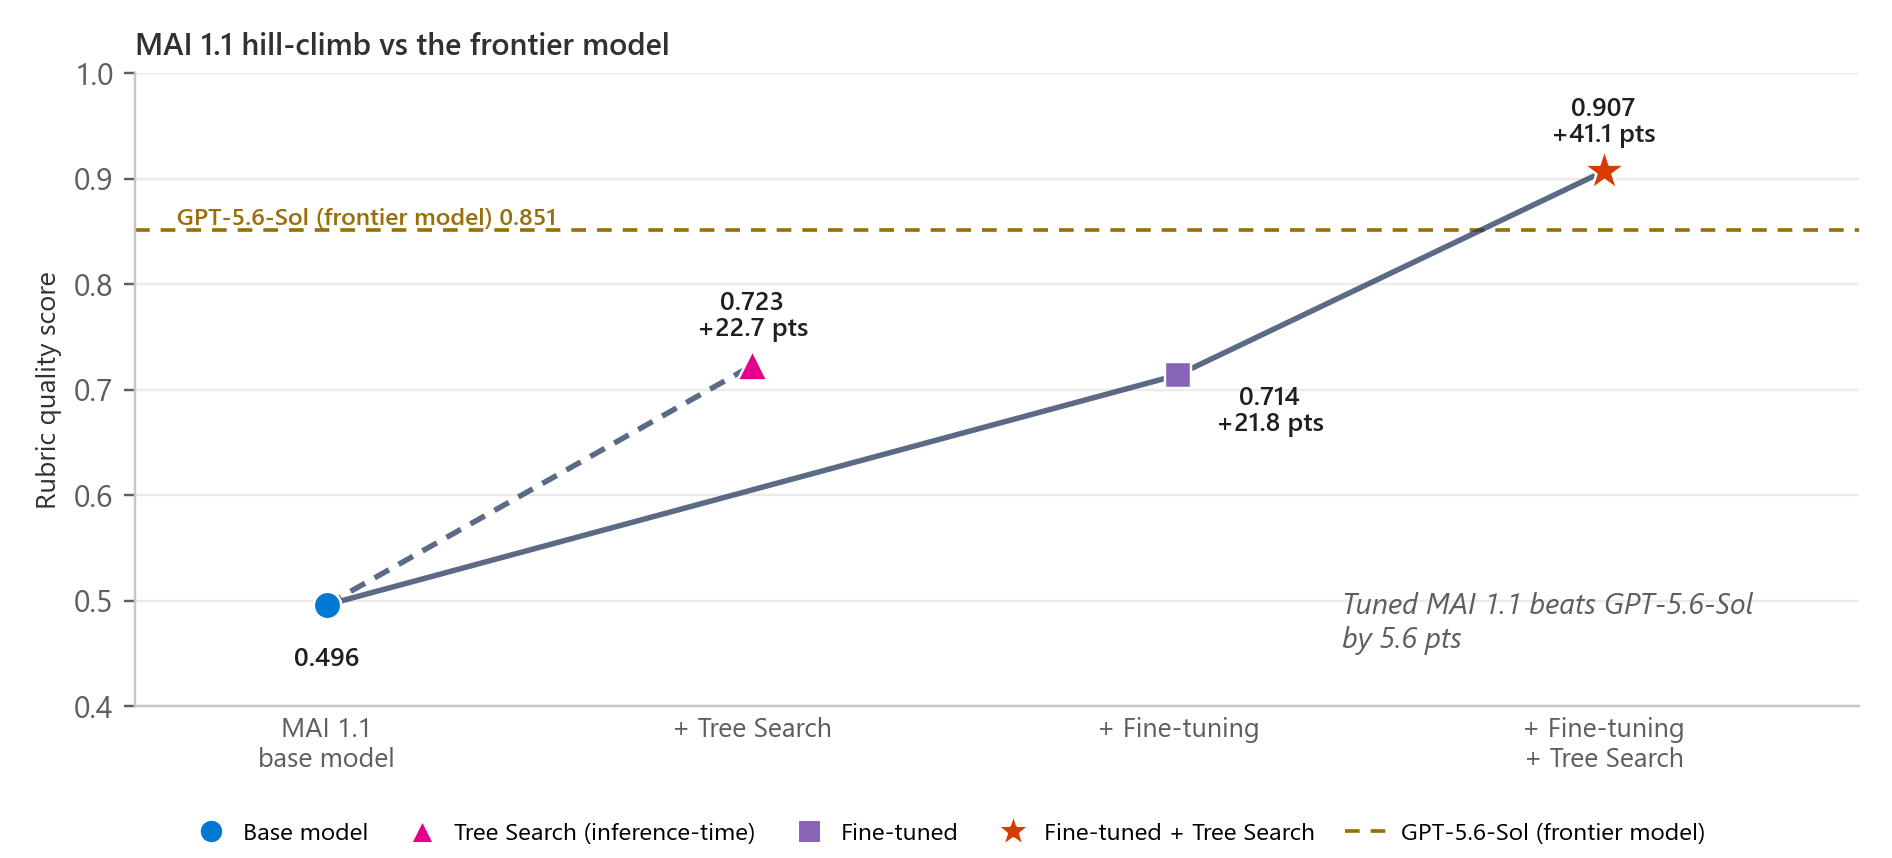 MAI 1.1 hill-climb vs the frontier model
Rubric quality score
1.0
0.9
0.8
0.7
0.6
0.5
0.4
GPT-5.6-Sol (frontier model) 0.851
0.907
+41.1 pts
0.723
+22.7 pts
0.714
+21.8 pts
0.496
Tuned MAI 1.1 beats GPT-5.6-Sol
by 5.6 pts
MAI 1.1
base model
+ Tree Search
+ Fine-tuning
+ Fine-tuning
+ Tree Search
Base model
Tree Search (inference-time)
Fine-tuned
Fine-tuned + Tree Search
GPT-5.6-Sol (frontier model)